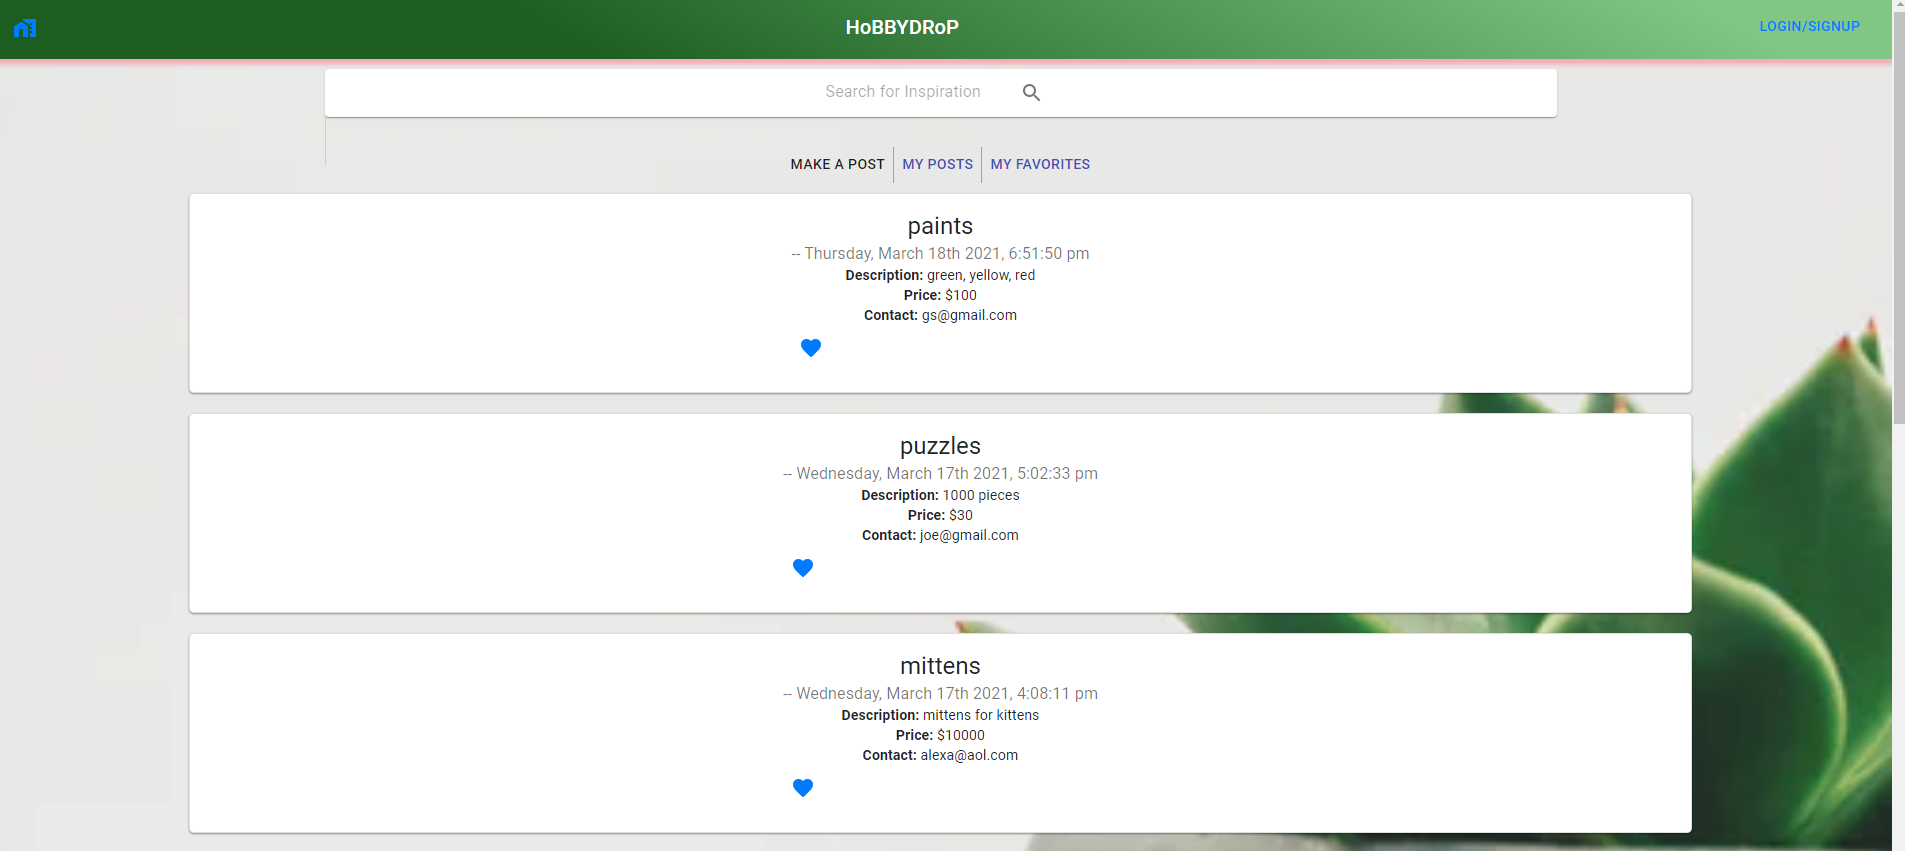 HoBBYDRoP
LOGIN/SIGNUP
Search for Inspiration
MAKE A POST MY POSTS MY FAVORITES
paints
-- Thursday, March 18th 2021, 6:51:50 pm
Description: green, yellow, red
Price: $100
Contact: gs@gmail.com
puzzles
-- Wednesday, March 17th 2021, 5:02:33 pm
Description: 1000 pieces
Price: $30
Contact: joe@gmail.com
mittens
-- Wednesday, March 17th 2021, 4:08:11 pm
Description: mittens for kittens
Price: $10000
Contact: alexa@aol.com